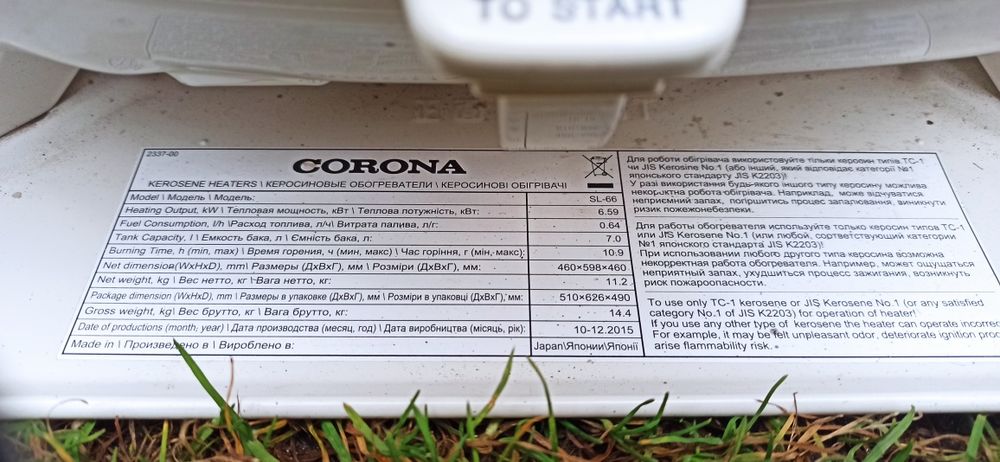 TO START
2337-00
CORONA
KEROSENE HEATERS \ КЕРОСИНОВЫЕ ОБОГРЕВАТЕЛИ \ КЕРОСИНОВІ ОБІГРІВАЧІ
Model \ Модель \ Модель: SL-66
Heating Output, kW \ Тепловая мощность, кВт \ Теплова потужність, кВт: 6.59
Fuel Consumption, l/h \Расход топлива, л/ч\ Витрата палива, л/г: 0.64
Tank Capacity, l \ Емкость бака, л \ Ємність бака, л: 7.0
Burning Time, h (min, max) \ Время горения, ч (мин, макс) \ Час горіння, г (мін, макс): 10.9
Net dimension(WxHxD), mm\ Размеры (ДxВxГ), мм \ Розміри (ДxВxГ), мм: 460×598×460
Net weight, kg\ Вага нетто, кг \Вага нетто, кг: 11.2
Package dimension (WxHxD), mm \ Размеры в упаковке (ДxВxГ), мм \ Розміри в упаковці (ДxВxГ), мм: 510×626×490
Gross weight, kg\ Вес брутто, кг \ Вага брутто, кг: 14.4
Date of productions (month, year) \ Дата производства (месяц, год) \ Дата виробництва (місяць, рік): 10-12.2015
Made in \ Произведено в \ Вироблено в: Japan\Японии\Японії
Для роботи обігрівача використовуйте тільки керосин типів ТС-1
чи JIS Kerosine No.1 (або інший, який відповідає категорії №1
японського стандарту JIS K2203)!
У разі використання будь-якого іншого типу керосину можлива
некоректна робота обігрівача. Наприклад, може відчуватися
неприємний запах, погіршитись процес запалювання, виникнути
ризик пожежонебезпеки.
Для работы обогревателя используйте только керосин типов ТС-1
или JIS Kerosene No.1 (или любой, соответствующий категории
№1 японского стандарта JIS K2203)!
При использовании любого другого типа керосина возможна
некорректная работа обогревателя. Например, может ощущаться
неприятный запах, ухудшиться процесс зажигания, возникнуть
риск пожароопасности.
To use only TC-1 kerosene or JIS Kerosene No.1 (or any satisfied
category No.1 of JIS K2203) for operation of heater!
If you use any other type of kerosene the heater can operate incorrec
For example, it may be felt unpleasant odor, deteriorate ignition proc
arise flammability risk.